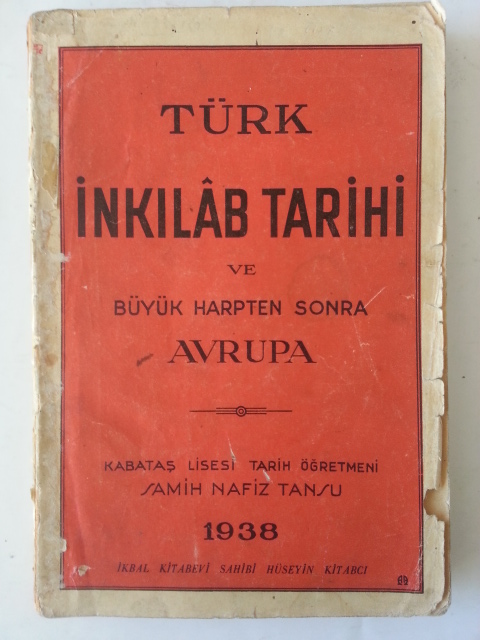 TÜRK
İNKILÂB TARİHİ
VE
BÜYÜK HARPTEN SONRA
AVRUPA
KABATAŞ LİSESİ TARİH ÖĞRETMENİ
SAMİH NAFİZ TANSU
1938
İKBAL KİTABEVİ SAHİBİ HÜSEYİN KİTABCI